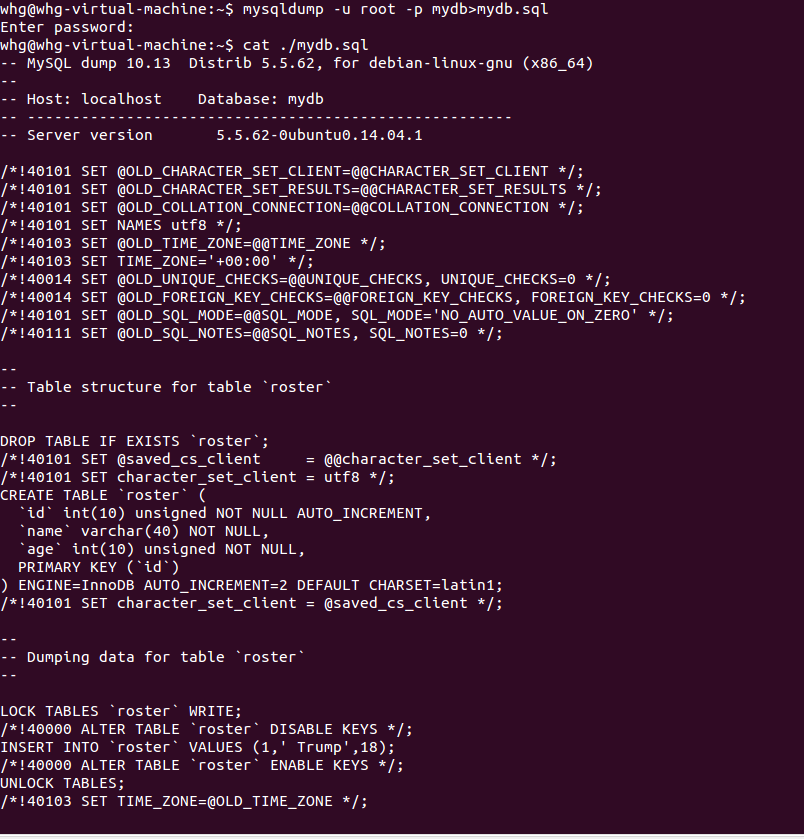 whg@whg-virtual-machine:~$ mysqldump -u root -p mydb>mydb.sql
Enter password:
whg@whg-virtual-machine:~$ cat ./mydb.sql
-- MySQL dump 10.13  Distrib 5.5.62, for debian-linux-gnu (x86_64)
--
-- Host: localhost    Database: mydb
-- ------------------------------------------------------
-- Server version       5.5.62-0ubuntu0.14.04.1

/*!40101 SET @OLD_CHARACTER_SET_CLIENT=@@CHARACTER_SET_CLIENT */;
/*!40101 SET @OLD_CHARACTER_SET_RESULTS=@@CHARACTER_SET_RESULTS */;
/*!40101 SET @OLD_COLLATION_CONNECTION=@@COLLATION_CONNECTION */;
/*!40101 SET NAMES utf8 */;
/*!40103 SET @OLD_TIME_ZONE=@@TIME_ZONE */;
/*!40103 SET TIME_ZONE='+00:00' */;
/*!40014 SET @OLD_UNIQUE_CHECKS=@@UNIQUE_CHECKS, UNIQUE_CHECKS=0 */;
/*!40014 SET @OLD_FOREIGN_KEY_CHECKS=@@FOREIGN_KEY_CHECKS, FOREIGN_KEY_CHECKS=0 */;
/*!40101 SET @OLD_SQL_MODE=@@SQL_MODE, SQL_MODE='NO_AUTO_VALUE_ON_ZERO' */;
/*!40111 SET @OLD_SQL_NOTES=@@SQL_NOTES, SQL_NOTES=0 */;

--
-- Table structure for table `roster`
--

DROP TABLE IF EXISTS `roster`;
/*!40101 SET @saved_cs_client     = @@character_set_client */;
/*!40101 SET character_set_client = utf8 */;
CREATE TABLE `roster` (
  `id` int(10) unsigned NOT NULL AUTO_INCREMENT,
  `name` varchar(40) NOT NULL,
  `age` int(10) unsigned NOT NULL,
  PRIMARY KEY (`id`)
) ENGINE=InnoDB AUTO_INCREMENT=2 DEFAULT CHARSET=latin1;
/*!40101 SET character_set_client = @saved_cs_client */;

--
-- Dumping data for table `roster`
--

LOCK TABLES `roster` WRITE;
/*!40000 ALTER TABLE `roster` DISABLE KEYS */;
INSERT INTO `roster` VALUES (1,' Trump',18);
/*!40000 ALTER TABLE `roster` ENABLE KEYS */;
UNLOCK TABLES;
/*!40103 SET TIME_ZONE=@OLD_TIME_ZONE */;